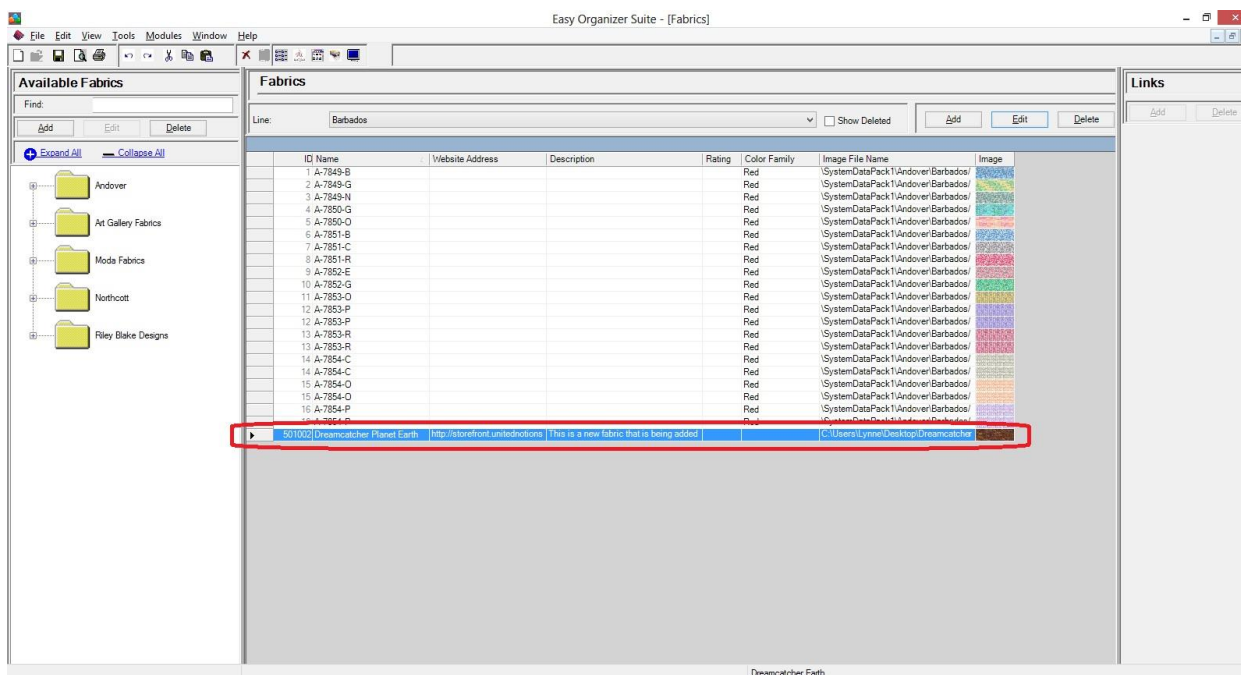 Easy Organizer Suite - [Fabrics]
File Edit View Tools Modules Window Help
Available Fabrics
Find:
Add Edit Delete
Expand All Collapse All
Andover
Art Gallery Fabrics
Moda Fabrics
Northcott
Riley Blake Designs
Fabrics
Line: Barbados Show Deleted Add Edit Delete
ID Name Website Address Description Rating Color Family Image File Name Image
1 A-7849-B Red \SystemDataPack1\Andover\Barbados/
2 A-7849-G Red \SystemDataPack1\Andover\Barbados/
3 A-7849-N Red \SystemDataPack1\Andover\Barbados/
4 A-7850-G Red \SystemDataPack1\Andover\Barbados/
5 A-7850-O Red \SystemDataPack1\Andover\Barbados/
6 A-7851-B Red \SystemDataPack1\Andover\Barbados/
7 A-7851-C Red \SystemDataPack1\Andover\Barbados/
8 A-7851-R Red \SystemDataPack1\Andover\Barbados/
9 A-7852-E Red \SystemDataPack1\Andover\Barbados/
10 A-7852-G Red \SystemDataPack1\Andover\Barbados/
11 A-7853-O Red \SystemDataPack1\Andover\Barbados/
12 A-7853-P Red \SystemDataPack1\Andover\Barbados/
12 A-7853-P Red \SystemDataPack1\Andover\Barbados/
13 A-7853-R Red \SystemDataPack1\Andover\Barbados/
13 A-7853-R Red \SystemDataPack1\Andover\Barbados/
14 A-7854-C Red \SystemDataPack1\Andover\Barbados/
14 A-7854-C Red \SystemDataPack1\Andover\Barbados/
15 A-7854-O Red \SystemDataPack1\Andover\Barbados/
15 A-7854-O Red \SystemDataPack1\Andover\Barbados/
16 A-7854-P Red \SystemDataPack1\Andover\Barbados/
501002 Dreamcatcher Planet Earth http://storefront.unitednotions This is a new fabric that is being added C:\Users\Lynne\Desktop\Dreamcatcher
Links
Add Delete
Dreamcatcher Earth